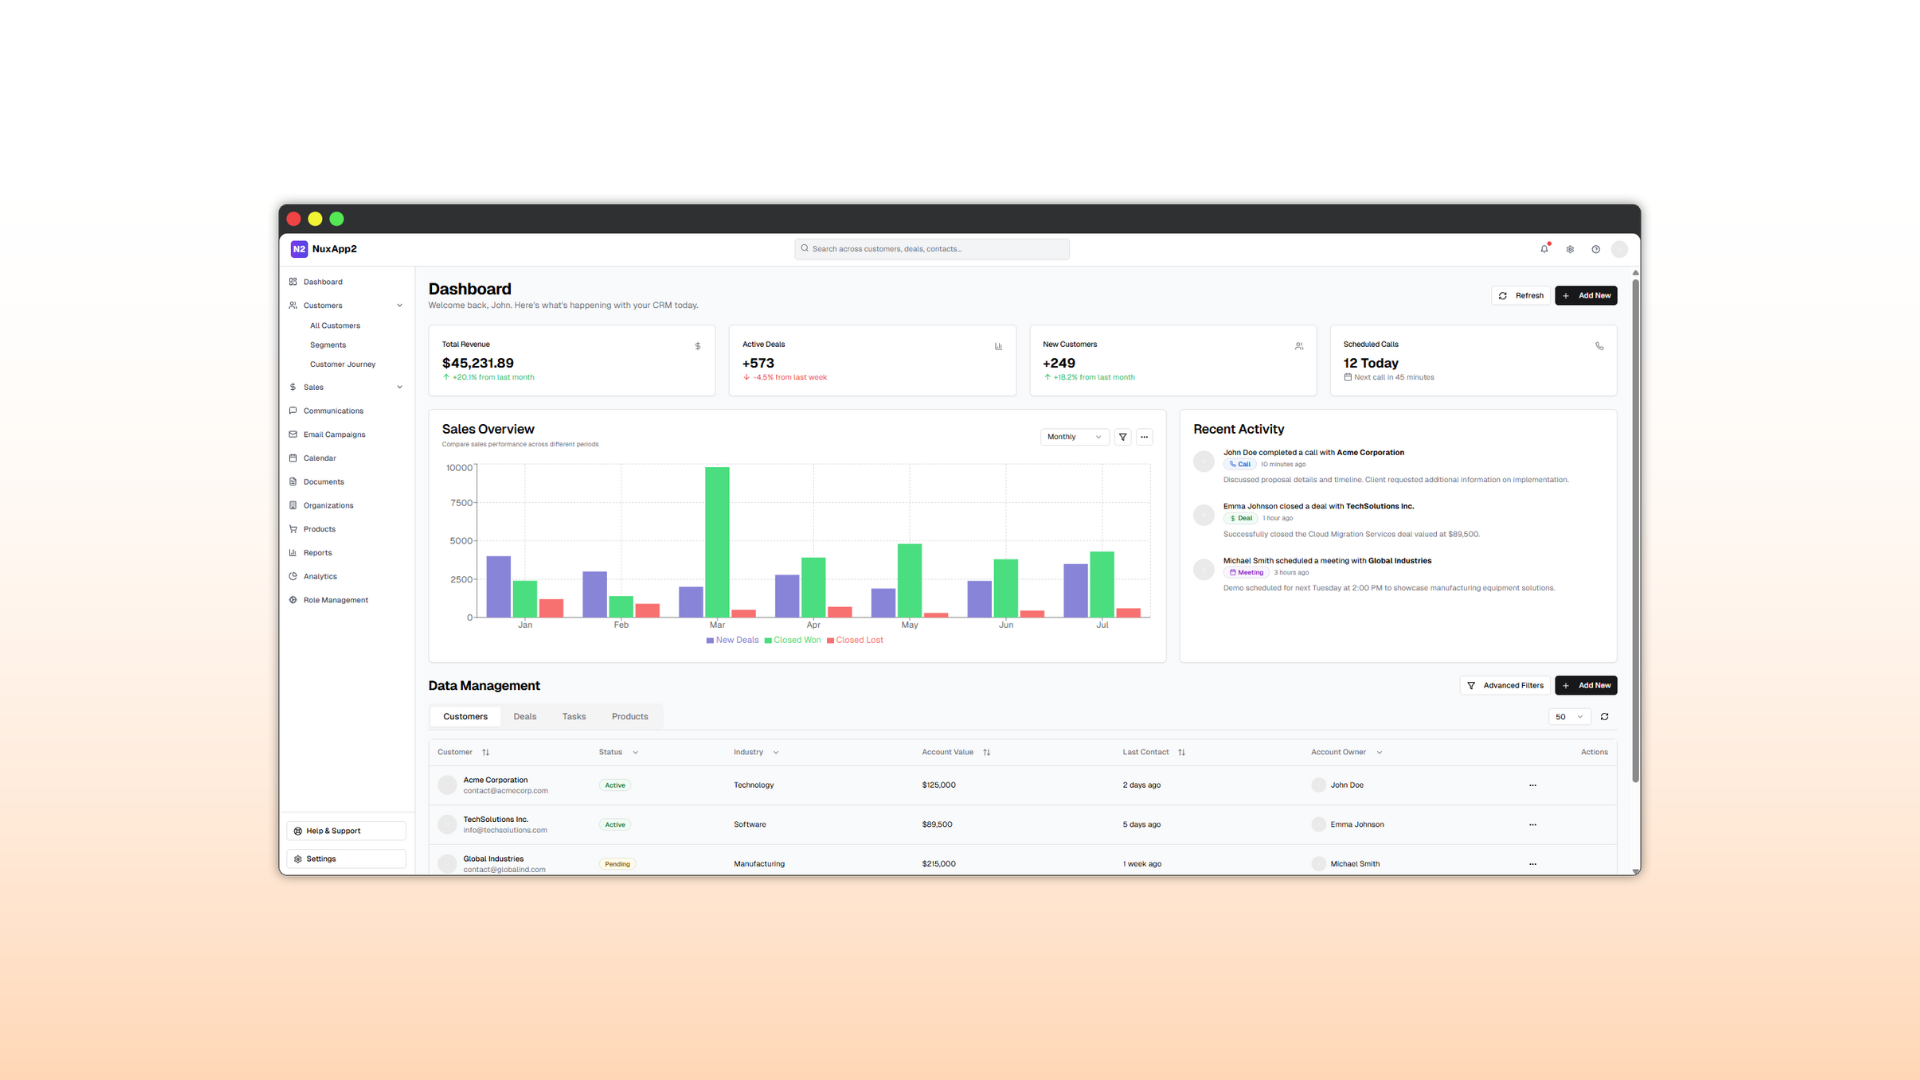 N2 NuxApp2
Search across customers, deals, contacts...
Dashboard
Customers
All Customers
Segments
Customer Journey
Sales
Communications
Email Campaigns
Calendar
Documents
Organizations
Products
Reports
Analytics
Role Management
Help & Support
Settings
Dashboard
Welcome back, John. Here's what's happening with your CRM today.
Refresh
+ Add New
Total Revenue
$
$45,231.89
+20.1% from last month
Active Deals
+573
-4.5% from last week
New Customers
+249
+18.2% from last month
Scheduled Calls
12 Today
Next call in 45 minutes
Sales Overview
Compare sales performance across different periods
Monthly
10000
7500
5000
2500
0
Jan Feb Mar Apr May Jun Jul
New Deals Closed Won Closed Lost
Recent Activity
John Doe completed a call with Acme Corporation
Call 10 minutes ago
Discussed proposal details and timeline. Client requested additional information on implementation.
Emma Johnson closed a deal with TechSolutions Inc.
$ Deal 1 hour ago
Successfully closed the Cloud Migration Services deal valued at $89,500.
Michael Smith scheduled a meeting with Global Industries
Meeting 3 hours ago
Demo scheduled for next Tuesday at 2:00 PM to showcase manufacturing equipment solutions.
Data Management
Advanced Filters
+ Add New
Customers Deals Tasks Products
50
Customer Status Industry Account Value Last Contact Account Owner Actions
Acme Corporation
contact@acmecorp.com
Active Technology $125,000 2 days ago John Doe
TechSolutions Inc.
info@techsolutions.com
Active Software $89,500 5 days ago Emma Johnson
Global Industries
contact@globalind.com
Pending Manufacturing $215,000 1 week ago Michael Smith